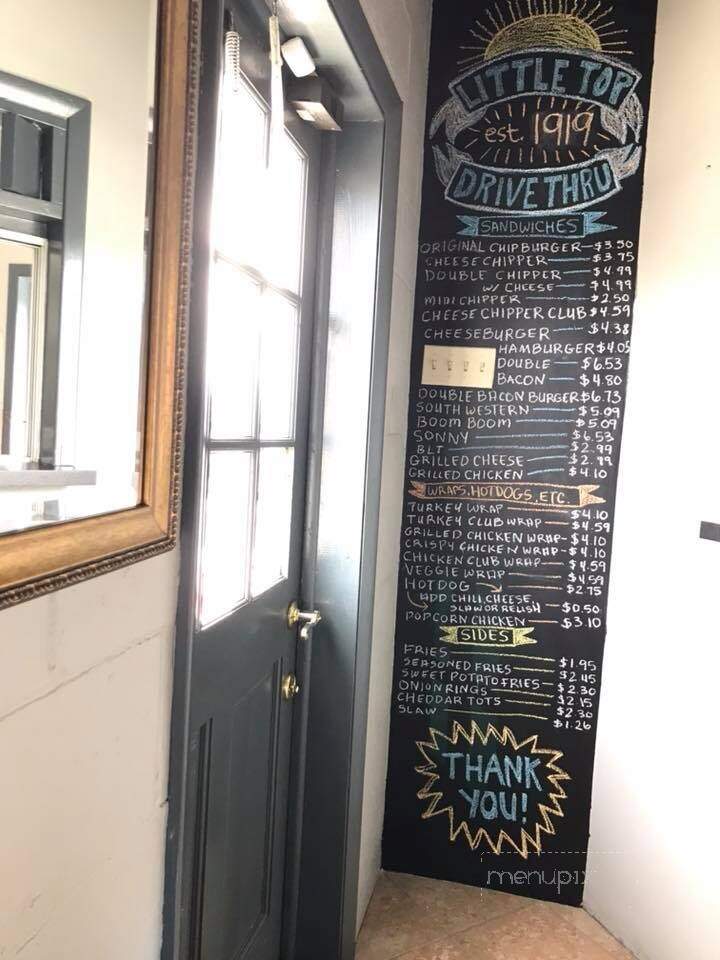 LITTLE TOP
est. 1919
DRIVE THRU
SANDWICHES
ORIGINAL CHIPBURGER $3.50
CHEESE CHIPPER $3.75
DOUBLE CHIPPER $4.99
W/ CHEESE $4.99
MINI CHIPPER $2.50
CHEESE CHIPPER CLUB $4.59
CHEESEBURGER $4.38
HAMBURGER $4.05
DOUBLE $6.53
BACON $4.80
DOUBLE BACON BURGER $6.73
SOUTH WESTERN $5.09
BOOM BOOM $5.09
SONNY $6.53
BLT $2.99
GRILLED CHEESE $2.99
GRILLED CHICKEN $4.10
WRAPS, HOTDOGS, ETC.
TURKEY WRAP $4.10
TURKEY CLUB WRAP $4.59
GRILLED CHICKEN WRAP $4.10
CRISPY CHICKEN WRAP $4.10
CHICKEN CLUB WRAP $4.59
VEGGIE WRAP $4.59
HOTDOG $2.75
ADD CHILI, CHEESE,
SLAW OR RELISH $0.50
POPCORN CHICKEN $3.10
SIDES
FRIES $1.95
SEASONED FRIES $2.45
SWEET POTATO FRIES $2.30
ONION RINGS $2.15
CHEDDAR TOTS $2.30
SLAW $1.26
THANK
YOU!
menupix